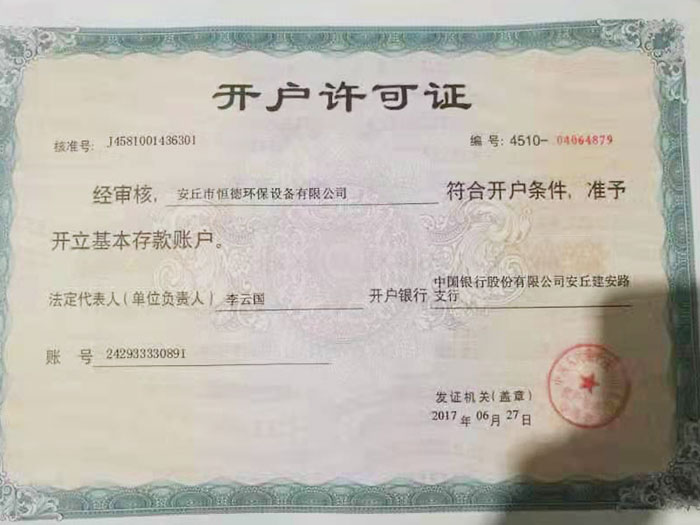 开户许可证
核准号: J4581001436301 编号: 4510-04064879
经审核, 安丘市恒德环保设备有限公司 符合开户条件, 准予
开立基本存款账户。
法定代表人(单位负责人) 李云国 开户银行 中国银行股份有限公司安丘建安路
支行
账 号 242933330891
发证机关(盖章)
2017 年 06 月 27 日